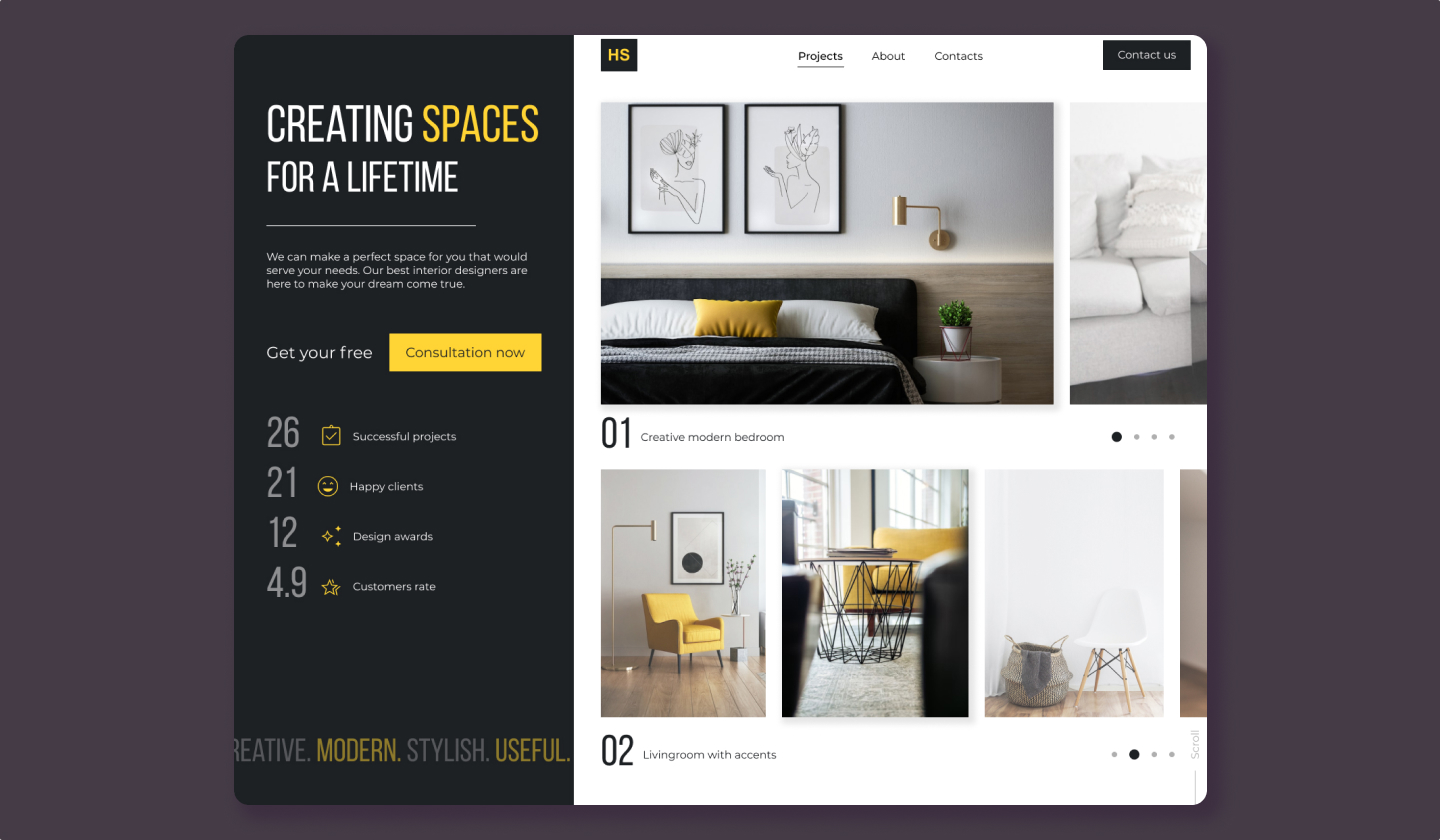 CREATING SPACES
FOR A LIFETIME
We can make a perfect space for you that would
serve your needs. Our best interior designers are
here to make your dream come true.
Get your free
Consultation now
26 Successful projects
21 Happy clients
12 Design awards
4.9 Customers rate
REATIVE. MODERN. STYLISH. USEFUL.
HS
Projects About Contacts
Contact us
01 Creative modern bedroom
02 Livingroom with accents
Scroll